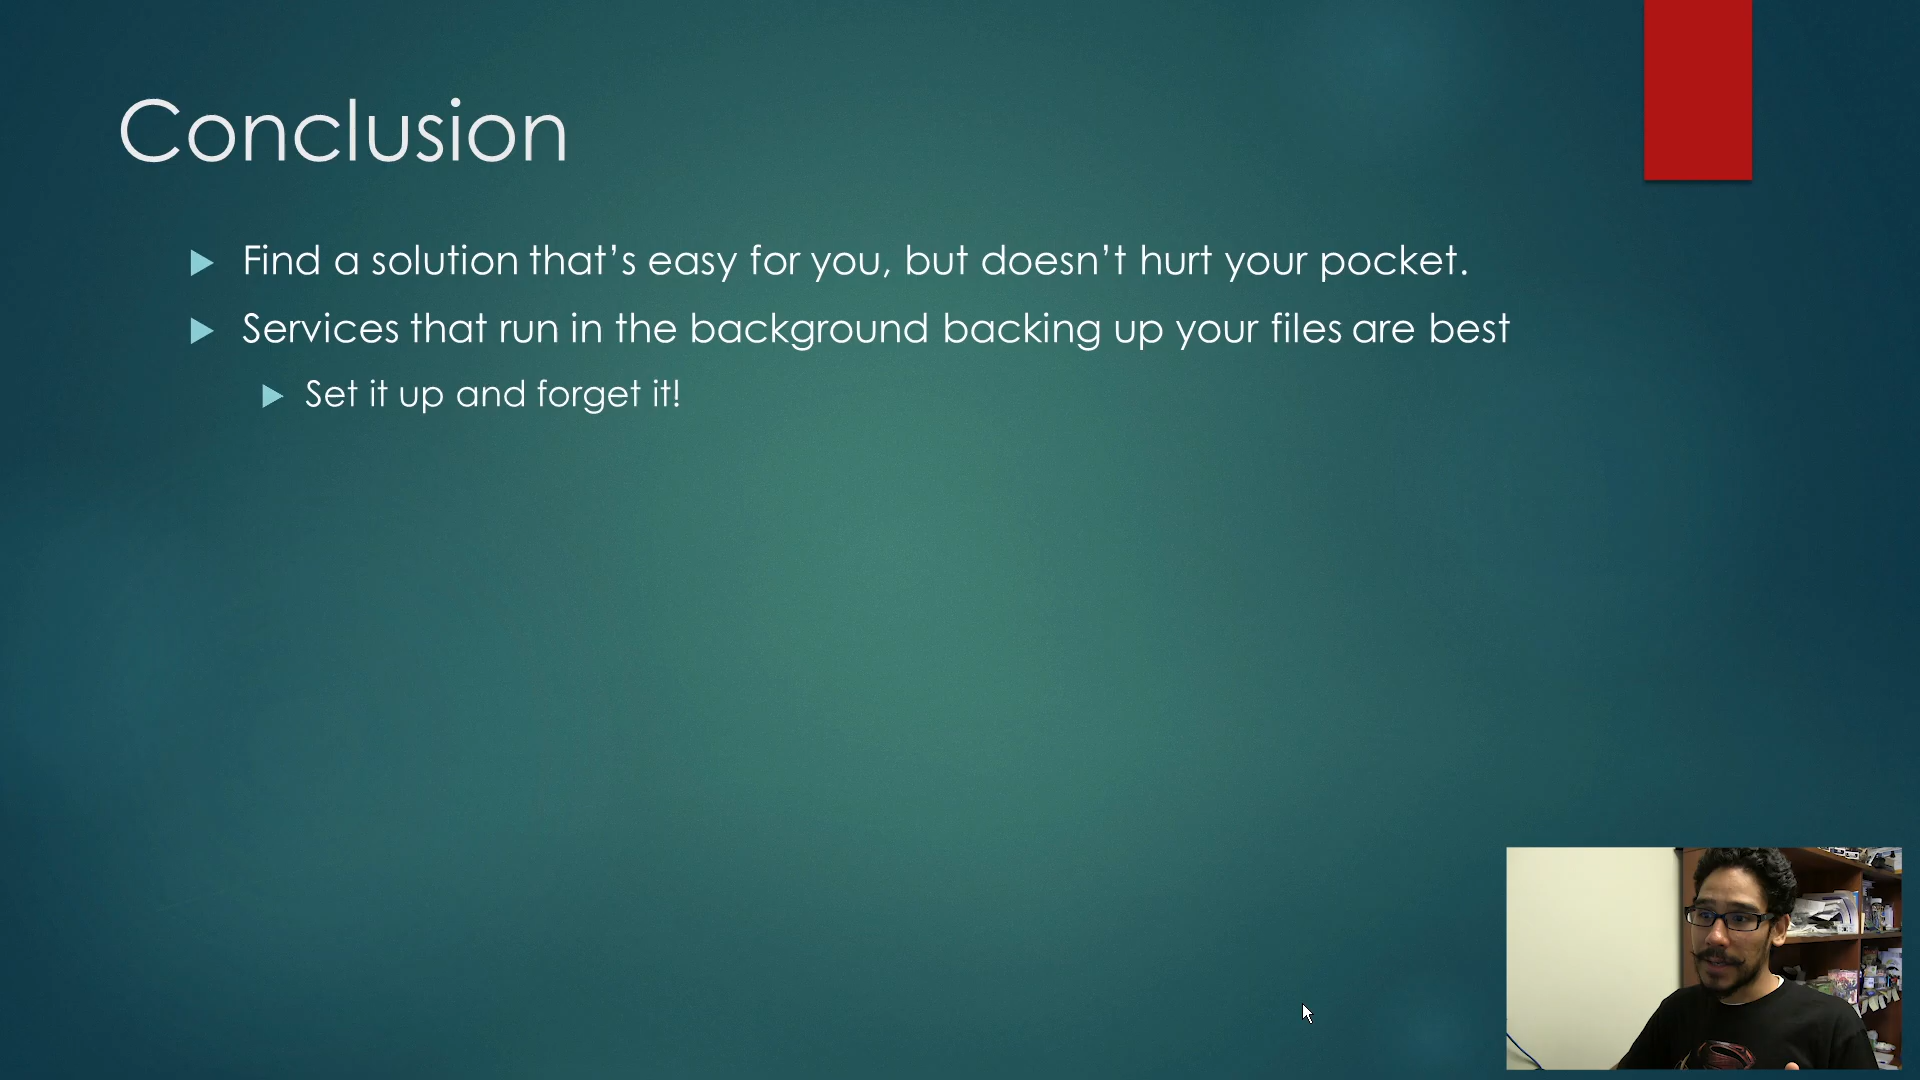 Conclusion
Find a solution that’s easy for you, but doesn’t hurt your pocket.
Services that run in the background backing up your files are best
Set it up and forget it!